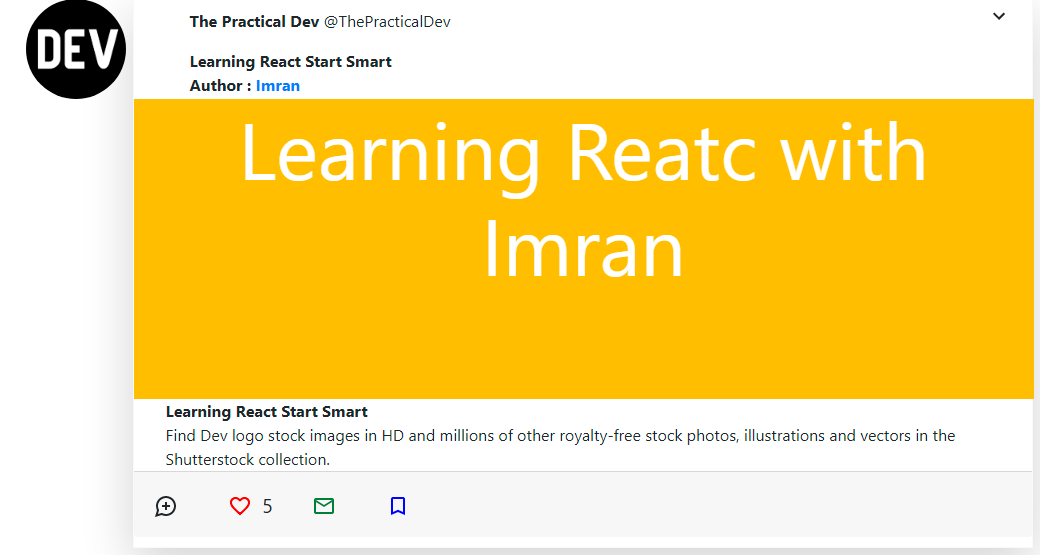 DEV
The Practical Dev @ThePracticalDev
Learning React Start Smart
Author : Imran
Learning Reatc with
Imran
Learning React Start Smart
Find Dev logo stock images in HD and millions of other royalty-free stock photos, illustrations and vectors in the
Shutterstock collection.
5